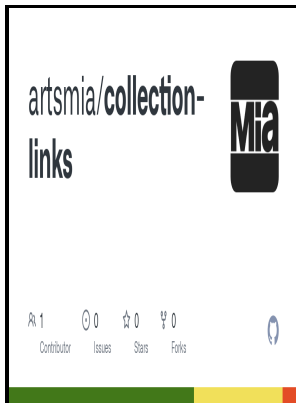 artsmia/collection-
links
Mia
1 0 0 0
Contributor Issues Stars Forks